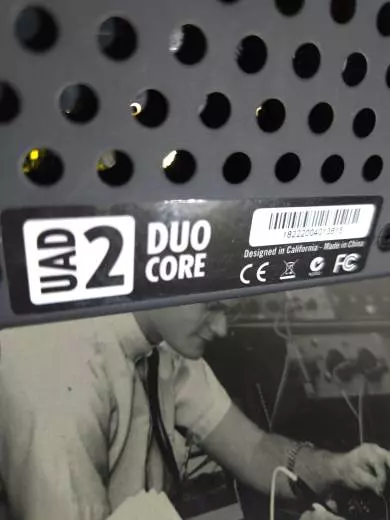 UAD
2
DUO
CORE
Designed in California - Made in China
CE
FC